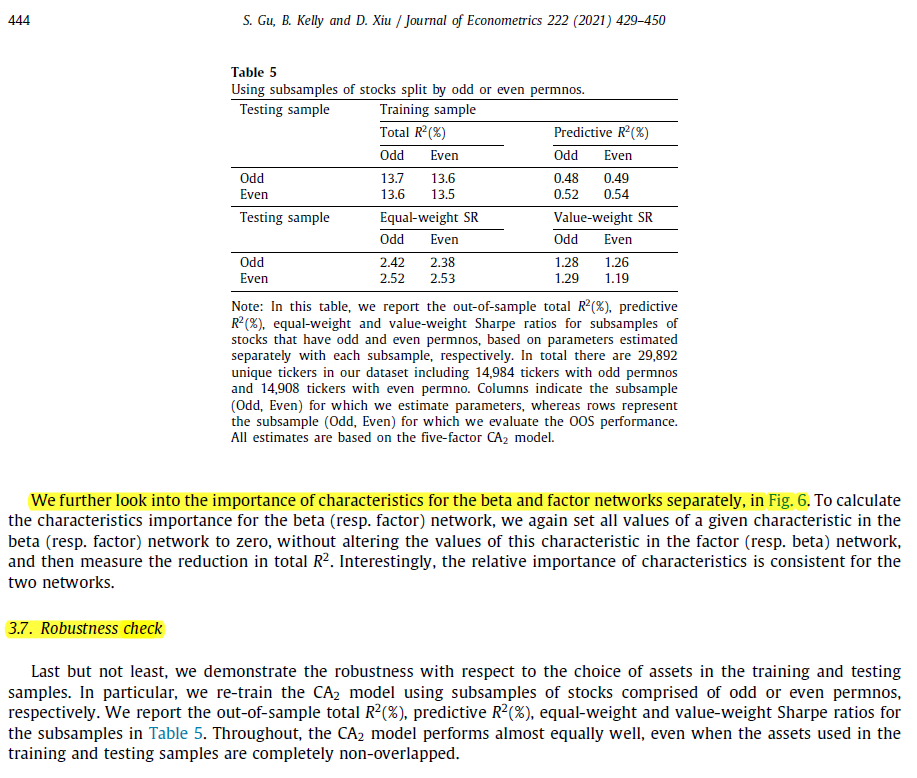 444
S. Gu, B. Kelly and D. Xiu / Journal of Econometrics 222 (2021) 429–450
Table 5
Using subsamples of stocks split by odd or even permnos.
Testing sample Training sample
Total R²(%) Predictive R²(%)
Odd Even Odd Even
Odd 13.7 13.6 0.48 0.49
Even 13.6 13.5 0.52 0.54
Testing sample Equal-weight SR Value-weight SR
Odd Even Odd Even
Odd 2.42 2.38 1.28 1.26
Even 2.52 2.53 1.29 1.19
Note: In this table, we report the out-of-sample total R²(%), predictive
R²(%), equal-weight and value-weight Sharpe ratios for subsamples of
stocks that have odd and even permnos, based on parameters estimated
separately with each subsample, respectively. In total there are 29,892
unique tickers in our dataset including 14,984 tickers with odd permnos
and 14,908 tickers with even permno. Columns indicate the subsample
(Odd, Even) for which we estimate parameters, whereas rows represent
the subsample (Odd, Even) for which we evaluate the OOS performance.
All estimates are based on the five-factor CA₂ model.
We further look into the importance of characteristics for the beta and factor networks separately, in Fig. 6. To calculate
the characteristics importance for the beta (resp. factor) network, we again set all values of a given characteristic in the
beta (resp. factor) network to zero, without altering the values of this characteristic in the factor (resp. beta) network,
and then measure the reduction in total R². Interestingly, the relative importance of characteristics is consistent for the
two networks.
3.7. Robustness check
Last but not least, we demonstrate the robustness with respect to the choice of assets in the training and testing
samples. In particular, we re-train the CA₂ model using subsamples of stocks comprised of odd or even permnos,
respectively. We report the out-of-sample total R²(%), predictive R²(%), equal-weight and value-weight Sharpe ratios for
the subsamples in Table 5. Throughout, the CA₂ model performs almost equally well, even when the assets used in the
training and testing samples are completely non-overlapped.